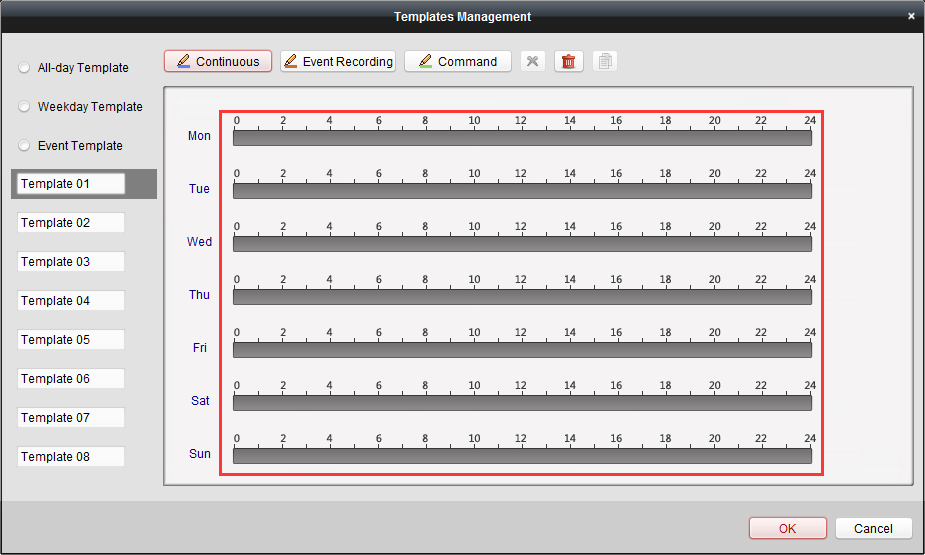 Templates Management
×
All-day Template
Weekday Template
Event Template
Template 01
Template 02
Template 03
Template 04
Template 05
Template 06
Template 07
Template 08
Continuous Event Recording Command
0 2 4 6 8 10 12 14 16 18 20 22 24
Mon
0 2 4 6 8 10 12 14 16 18 20 22 24
Tue
0 2 4 6 8 10 12 14 16 18 20 22 24
Wed
0 2 4 6 8 10 12 14 16 18 20 22 24
Thu
0 2 4 6 8 10 12 14 16 18 20 22 24
Fri
0 2 4 6 8 10 12 14 16 18 20 22 24
Sat
0 2 4 6 8 10 12 14 16 18 20 22 24
Sun
OK Cancel